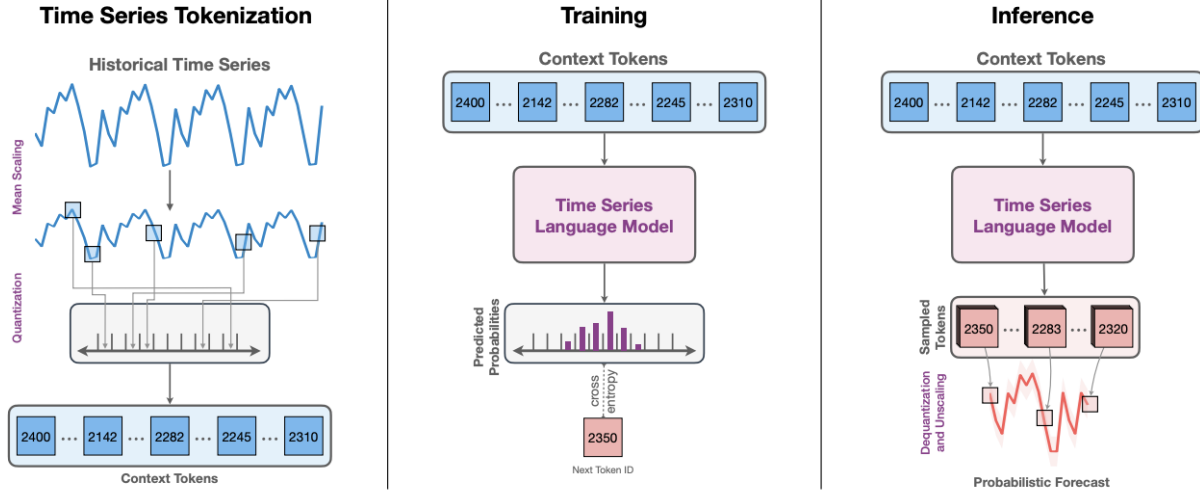 Time Series Tokenization
Historical Time Series
Mean Scaling
Quantization
2400 ... 2142 ... 2282 ... 2245 ... 2310
Context Tokens
Training
Context Tokens
2400 ... 2142 ... 2282 ... 2245 ... 2310
Time Series
Language Model
Predicted
Probabilities
cross
entropy
2350
Next Token ID
Inference
Context Tokens
2400 ... 2142 ... 2282 ... 2245 ... 2310
Time Series
Language Model
Sampled
Tokens
2350 ... 2283 ... 2320
Dequantization
and Unscaling
Probabilistic Forecast